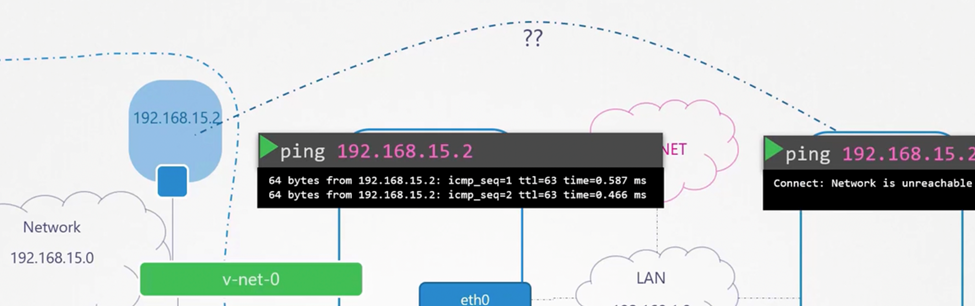 ??
192.168.15.2
ping 192.168.15.2
64 bytes from 192.168.15.2: icmp_seq=1 ttl=63 time=0.587 ms
64 bytes from 192.168.15.2: icmp_seq=2 ttl=63 time=0.466 ms
NET
ping 192.168.15.2
Connect: Network is unreachable
Network
192.168.15.0
v-net-0
LAN
eth0